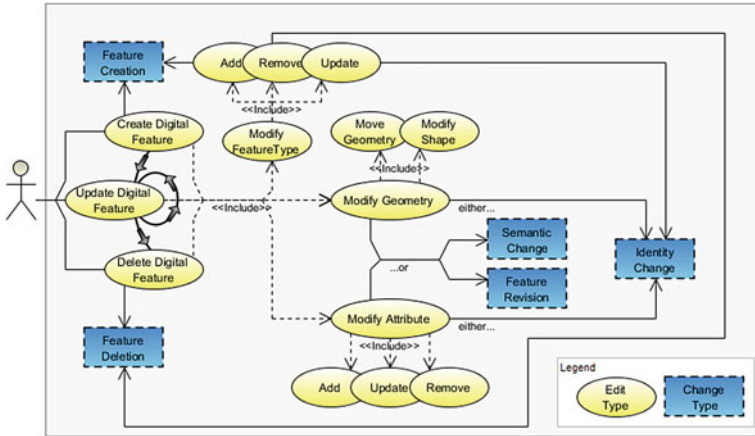 Feature
Creation
Add
Remove
Update
<<Include>>
Create Digital
Feature
Modify
FeatureType
Move
Geometry
Modify
Shape
<<Include>>
Update Digital
Feature
<<Include>>
Modify Geometry
either...
Semantic
Change
Identity
Change
...or
Feature
Revision
Delete Digital
Feature
Modify Attribute
either...
Feature
Deletion
<<Include>>
Add
Update
Remove
Legend
Edit
Type
Change
Type